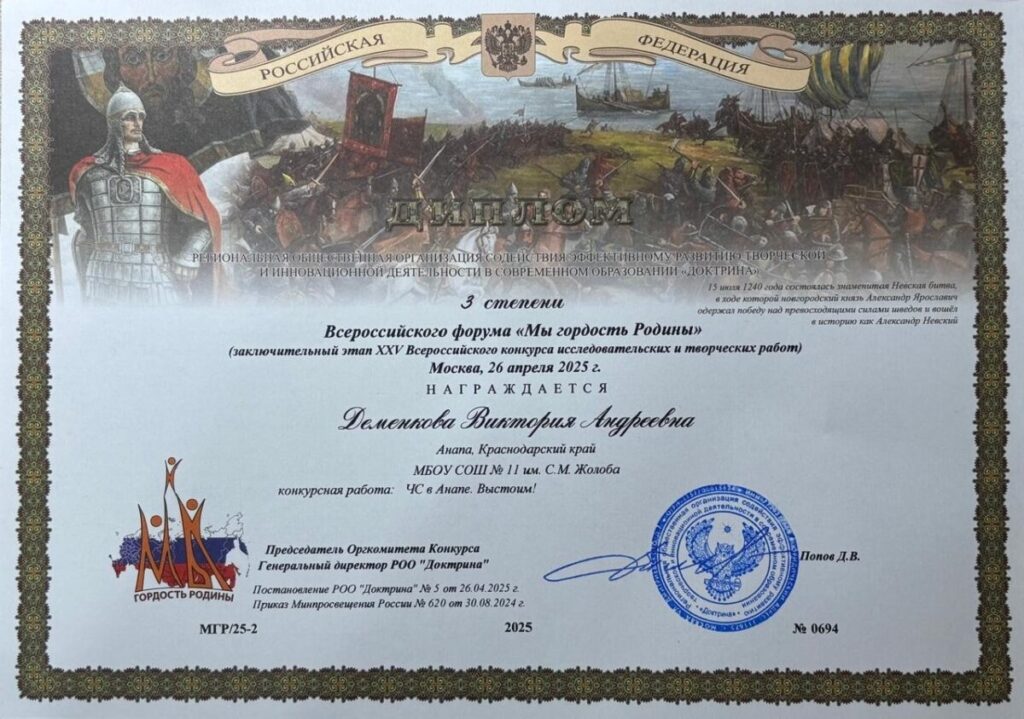 РОССИЙСКАЯ ФЕДЕРАЦИЯ
ДИПЛОМ
РЕГИОНАЛЬНАЯ ОБЩЕСТВЕННАЯ ОРГАНИЗАЦИЯ СОДЕЙСТВИЯ ЭФФЕКТИВНОМУ РАЗВИТИЮ ТВОРЧЕСКОЙ
И ИННОВАЦИОННОЙ ДЕЯТЕЛЬНОСТИ В СОВРЕМЕННОМ ОБРАЗОВАНИИ «ДОКТРИНА»
15 июля 1240 года состоялась знаменитая Невская битва,
в ходе которой новгородский князь Александр Ярославич
одержал победу над превосходящими силами шведов и вошёл
в историю как Александр Невский
3 степени
Всероссийского форума «Мы гордость Родины»
(заключительный этап XXV Всероссийского конкурса исследовательских и творческих работ)
Москва, 26 апреля 2025 г.
НАГРАЖДАЕТСЯ
Деменкова Виктория Андреевна
Анапа, Краснодарский край
МБОУ СОШ № 11 им. С.М. Жолоба
конкурсная работа: ЧС в Анапе. Выстоим!
ГОРДОСТЬ РОДИНЫ
Председатель Оргкомитета Конкурса
Генеральный директор РОО "Доктрина"
Попов Д.В.
Постановление РОО "Доктрина" № 5 от 26.04.2025 г.
Приказ Минпросвещения России № 620 от 30.08.2024 г.
«Доктрина»
МГР/25-2
2025
№ 0694